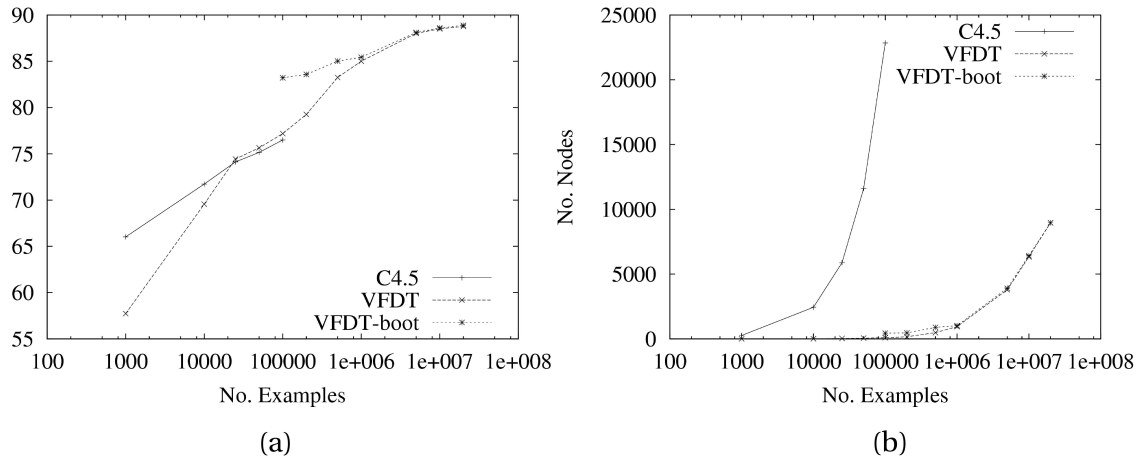 90
85
80
75
70
65
60
55
100 1000 10000 100000 1e+006 1e+007 1e+008
No. Examples
C4.5
VFDT
VFDT-boot
(a)
25000
20000
15000
10000
5000
0
No. Nodes
100 1000 10000 100000 1e+006 1e+007 1e+008
No. Examples
C4.5
VFDT
VFDT-boot
(b)